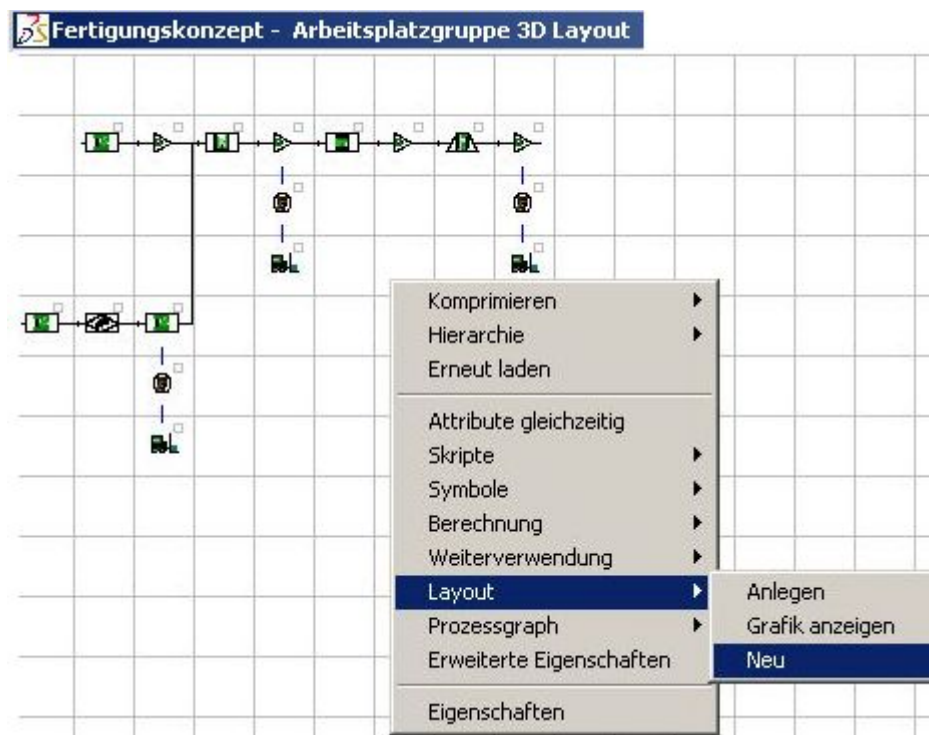 Fertigungskonzept - Arbeitsplatzgruppe 3D Layout
Komprimieren
Hierarchie
Erneut laden
Attribute gleichzeitig
Skripte
Symbole
Berechnung
Weiterverwendung
Layout
Anlegen
Prozessgraph
Grafik anzeigen
Erweiterte Eigenschaften
Neu
Eigenschaften